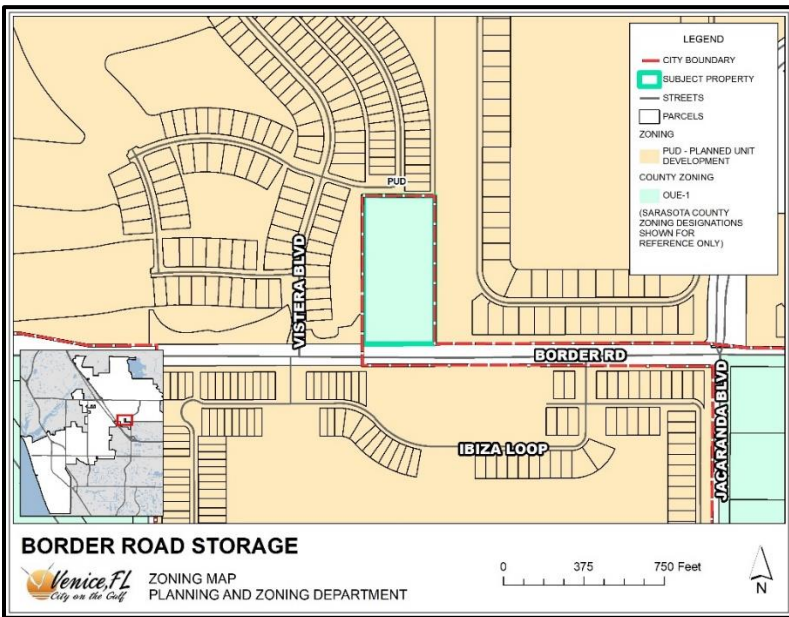 LEGEND
CITY BOUNDARY
SUBJECT PROPERTY
STREETS
PARCELS
ZONING
PUD - PLANNED UNIT
DEVELOPMENT
COUNTY ZONING
OUE-1
(SARASOTA COUNTY
ZONING DESIGNATIONS
SHOWN FOR
REFERENCE ONLY)
PUD
VISTERA BLVD
BORDER RD
JACARANDA BLVD
IBIZA LOOP
BORDER ROAD STORAGE
Venice, FL
City on the Gulf
ZONING MAP
PLANNING AND ZONING DEPARTMENT
0 375 750 Feet
N